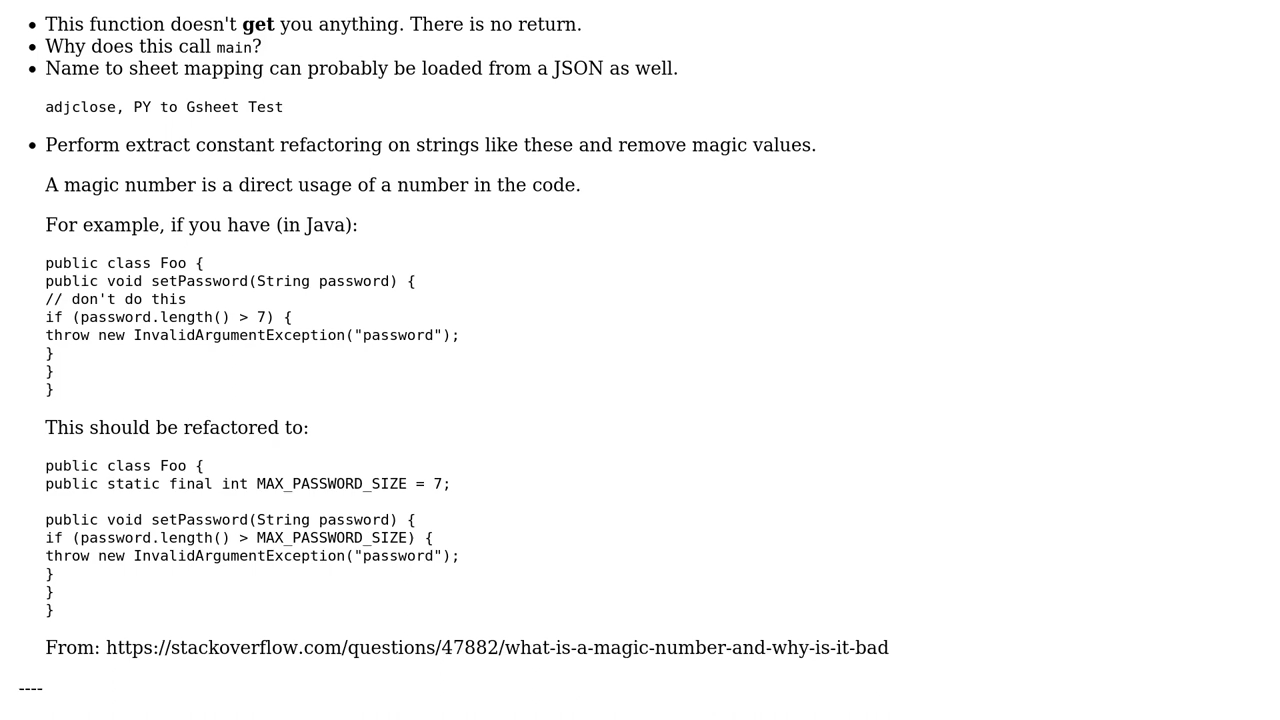 • This function doesn't get you anything. There is no return.
• Why does this call main?
• Name to sheet mapping can probably be loaded from a JSON as well.
adjclose, PY to Gsheet Test
• Perform extract constant refactoring on strings like these and remove magic values.
A magic number is a direct usage of a number in the code.
For example, if you have (in Java):
public class Foo {
public void setPassword(String password) {
// don't do this
if (password.length() > 7) {
throw new InvalidArgumentException("password");
}
}
}
This should be refactored to:
public class Foo {
public static final int MAX_PASSWORD_SIZE = 7;
public void setPassword(String password) {
if (password.length() > MAX_PASSWORD_SIZE) {
throw new InvalidArgumentException("password");
}
}
}
From: https://stackoverflow.com/questions/47882/what-is-a-magic-number-and-why-is-it-bad
----